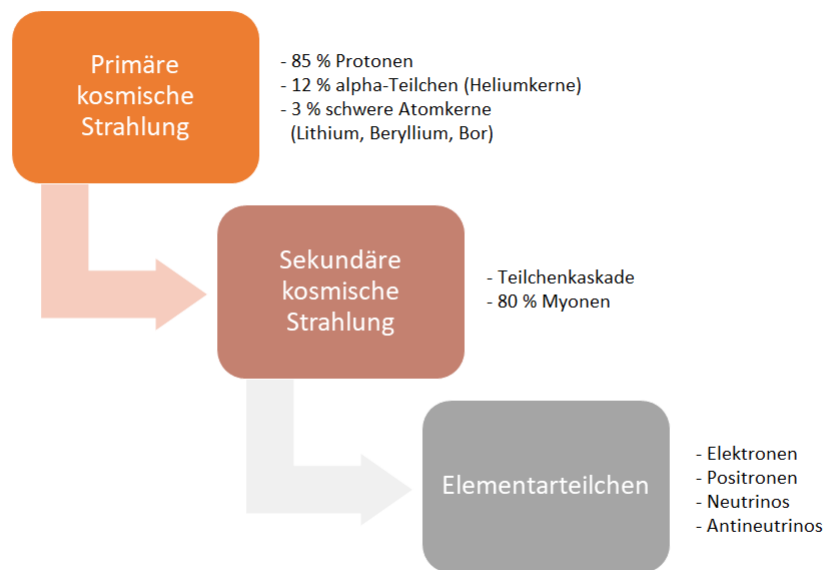 Primäre
kosmische
Strahlung
- 85 % Protonen
- 12 % alpha-Teilchen (Heliumkerne)
- 3 % schwere Atomkerne
(Lithium, Beryllium, Bor)
Sekundäre
kosmische
Strahlung
- Teilchenkaskade
- 80 % Myonen
Elementarteilchen
- Elektronen
- Positronen
- Neutrinos
- Antineutrinos